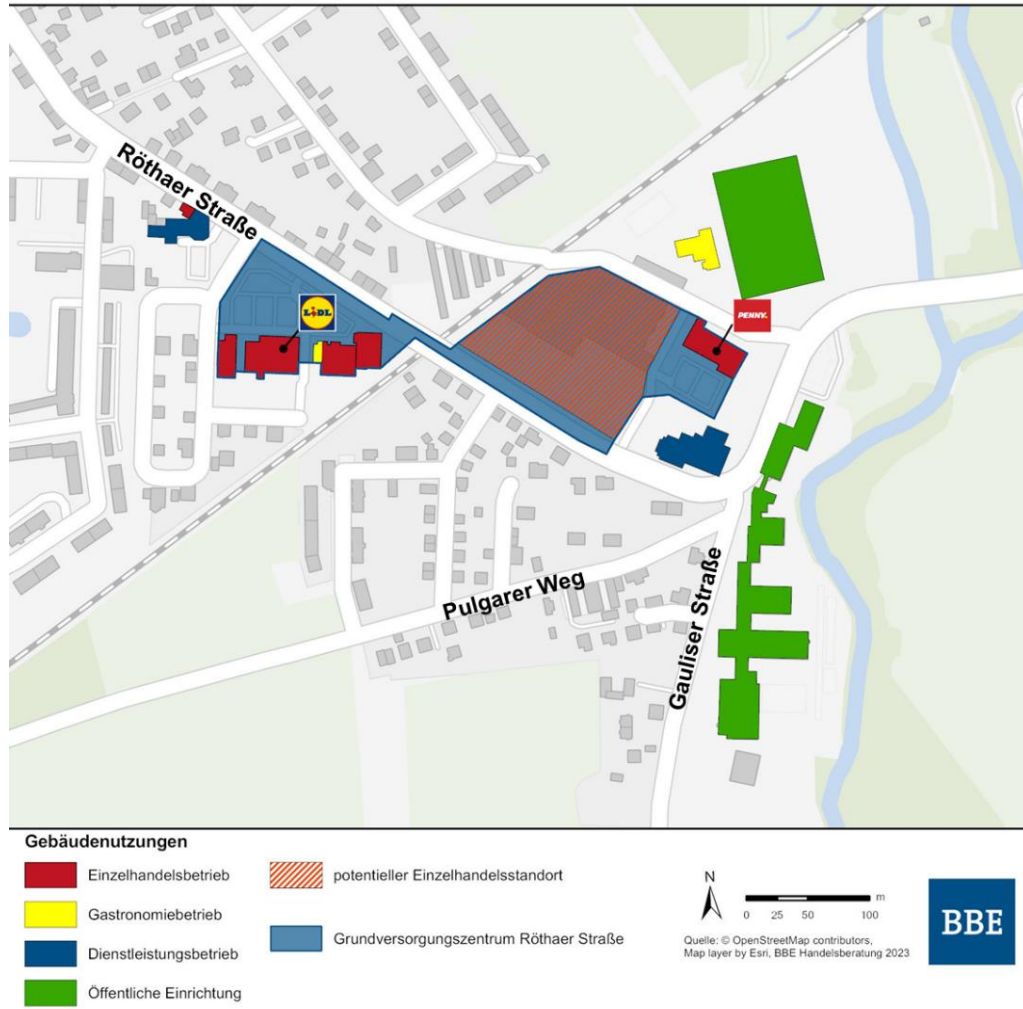 Röthaer Straße
LIDL
PENNY.
Pulgarer Weg
Gauliser Straße
Gebäudenutzungen
Einzelhandelsbetrieb
Gastronomiebetrieb
Dienstleistungsbetrieb
Öffentliche Einrichtung
potentieller Einzelhandelsstandort
Grundversorgungszentrum Röthaer Straße
N
m
0 25 50 100
Quelle: © OpenStreetMap contributors,
Map layer by Esri, BBE Handelsberatung 2023
BBE